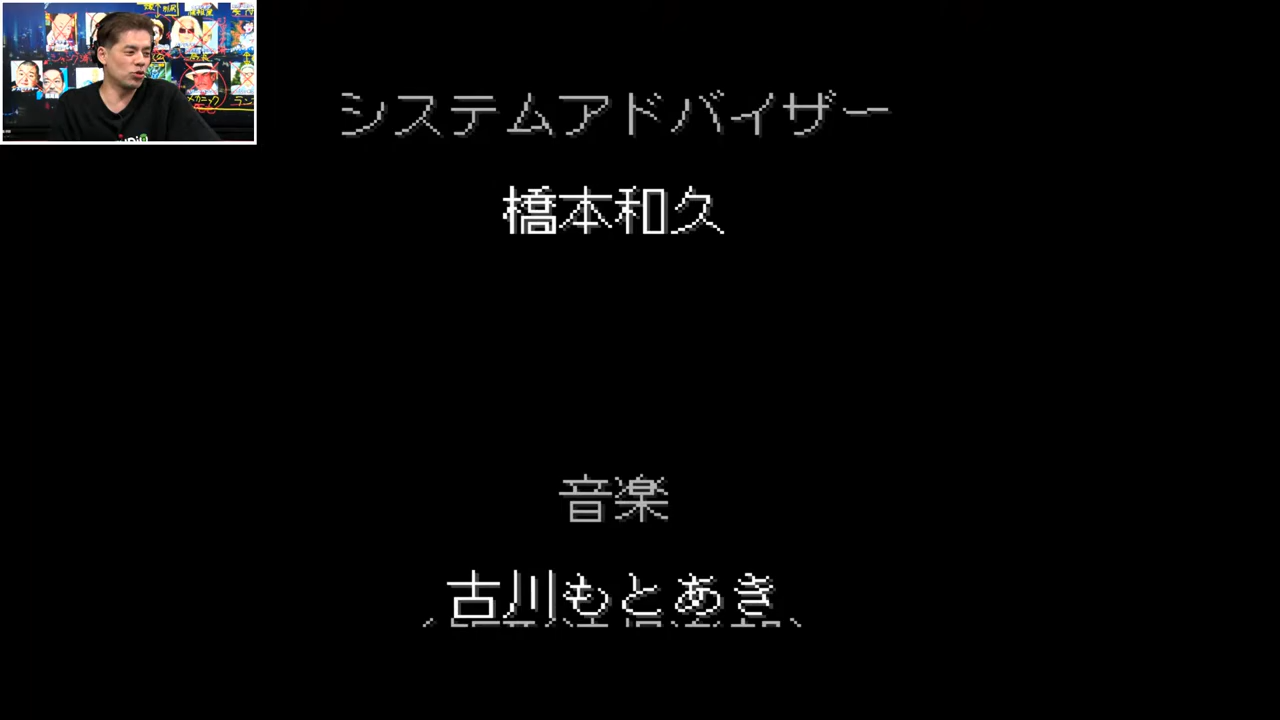 システムアドバイザー
橋本和久
音楽
古川もとあき